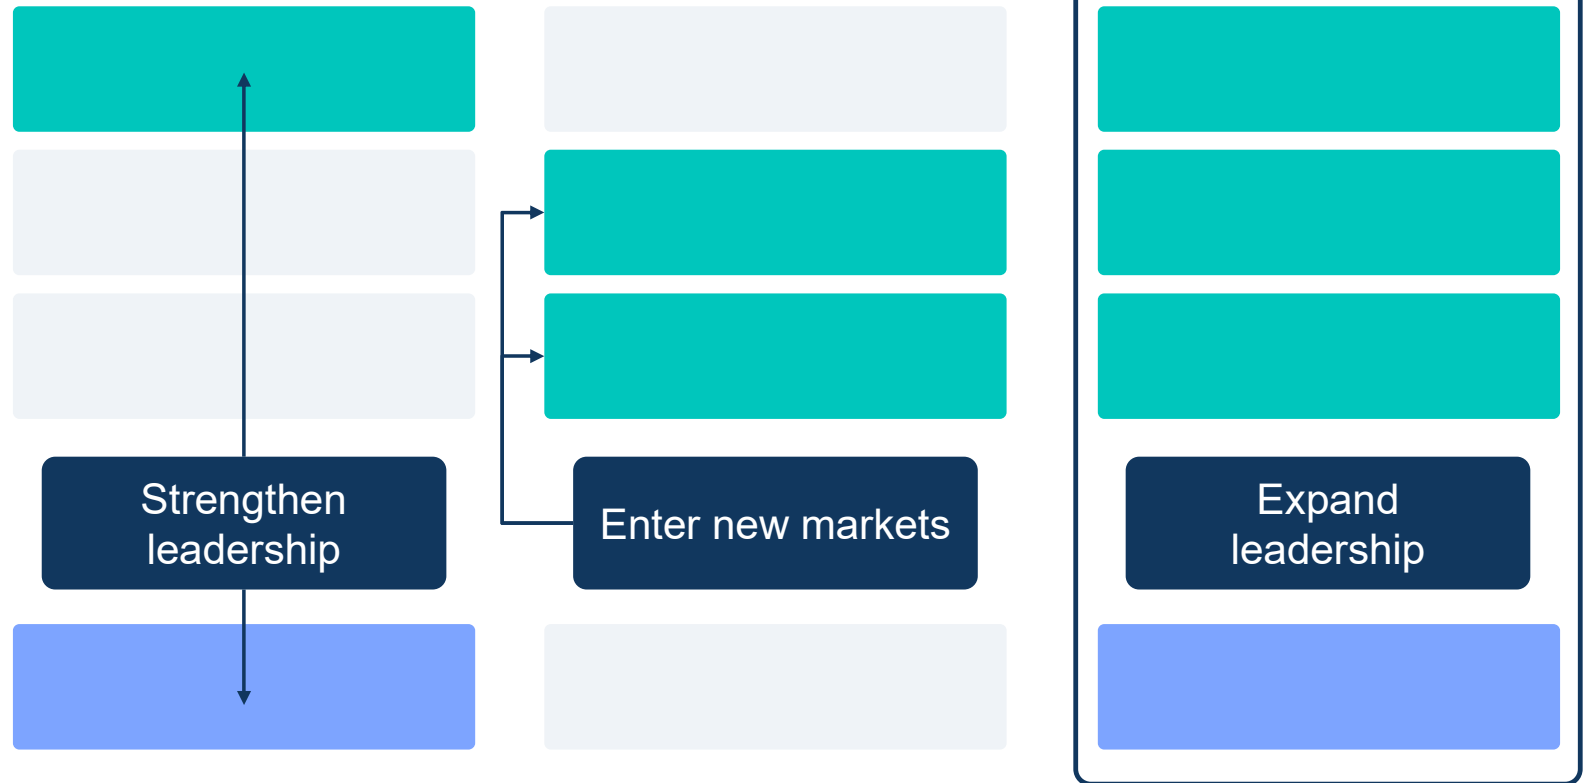 Strengthen
leadership
Enter new markets
Expand
leadership